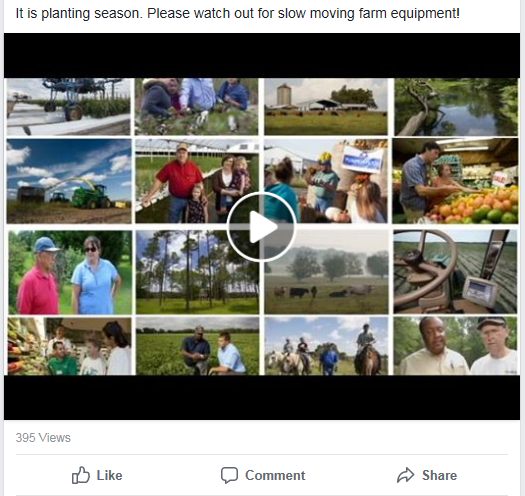 It is planting season. Please watch out for slow moving farm equipment!
395 Views
Like
Comment
Share